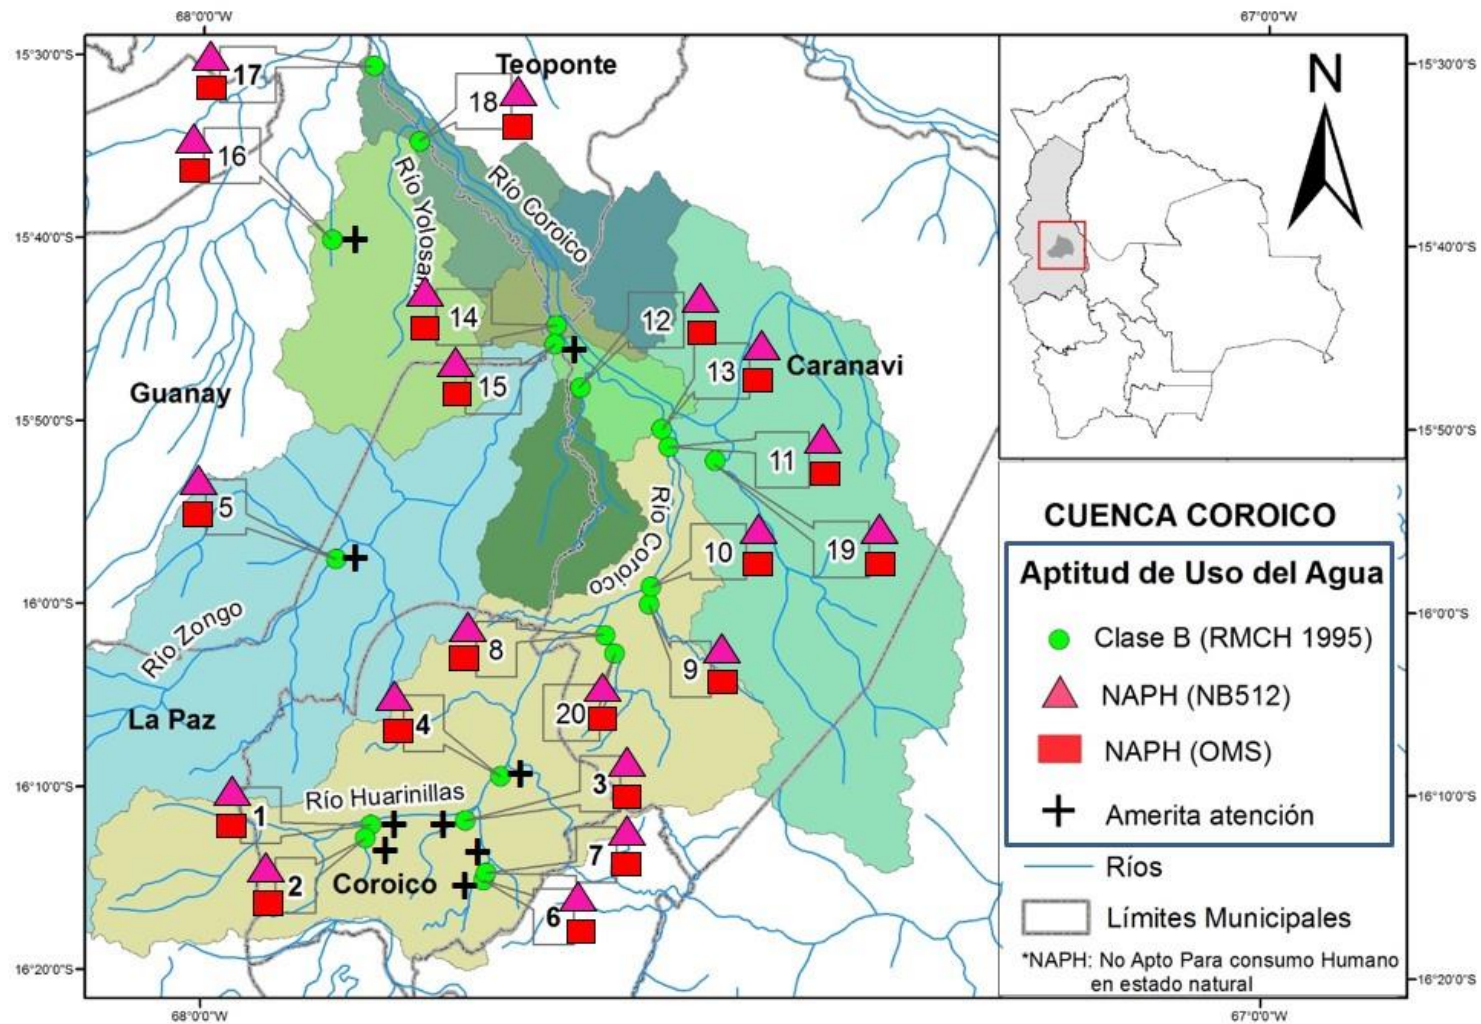 68°0'0"W
67°0'0"W
15°30'0"S
15°30'0"S
Teoponte
N
17
18
16
Río Yolosani
Río Coroico
15°40'0"S
15°40'0"S
14
12
15
13
Caranavi
Guanay
15°50'0"S
15°50'0"S
11
5
Río Coroico
10
19
16°0'0"S
16°0'0"S
Río Zongo
8
9
La Paz
4
20
3
16°10'0"S
16°10'0"S
Río Huarinillas
1
7
2
Coroico
6
16°20'0"S
16°20'0"S
68°0'0"W
67°0'0"W
CUENCA COROICO
Aptitud de Uso del Agua
Clase B (RMCH 1995)
NAPH (NB512)
NAPH (OMS)
Amerita atención
Ríos
Límites Municipales
*NAPH: No Apto Para consumo Humano
en estado natural